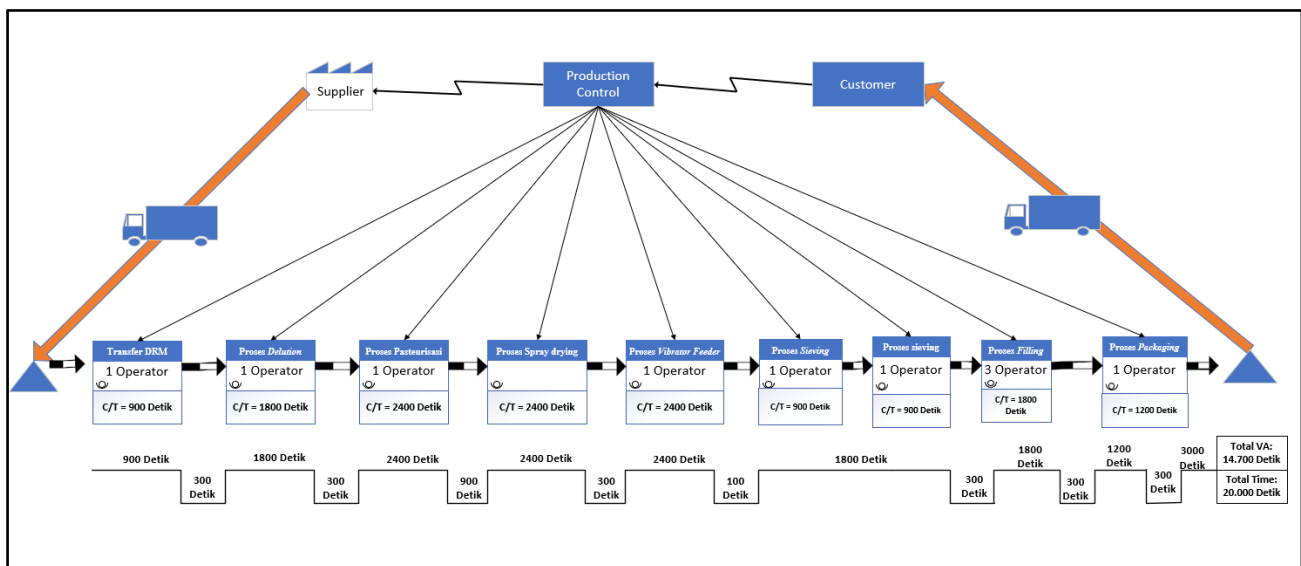 Supplier
Production
Control
Customer
Transfer DRM
1 Operator
C/T = 900 Detik
Proses Delution
1 Operator
C/T = 1800 Detik
Proses Pasteurisasi
1 Operator
C/T = 2400 Detik
Proses Spray drying
C/T = 2400 Detik
Proses Vibrator Feeder
1 Operator
C/T = 2400 Detik
Proses Sieving
1 Operator
C/T = 900 Detik
Proses sieving
1 Operator
C/T = 900 Detik
Proses Filling
3 Operator
C/T = 1800
Detik
Proses Packaging
1 Operator
C/T = 1200 Detik
900 Detik
300
Detik
1800 Detik
300
Detik
2400 Detik
900
Detik
2400 Detik
300
Detik
2400 Detik
100
Detik
1800 Detik
300
Detik
1800
Detik
300
Detik
1200
Detik
300
Detik
3000
Detik
Total VA:
14.700 Detik
Total Time:
20.000 Detik